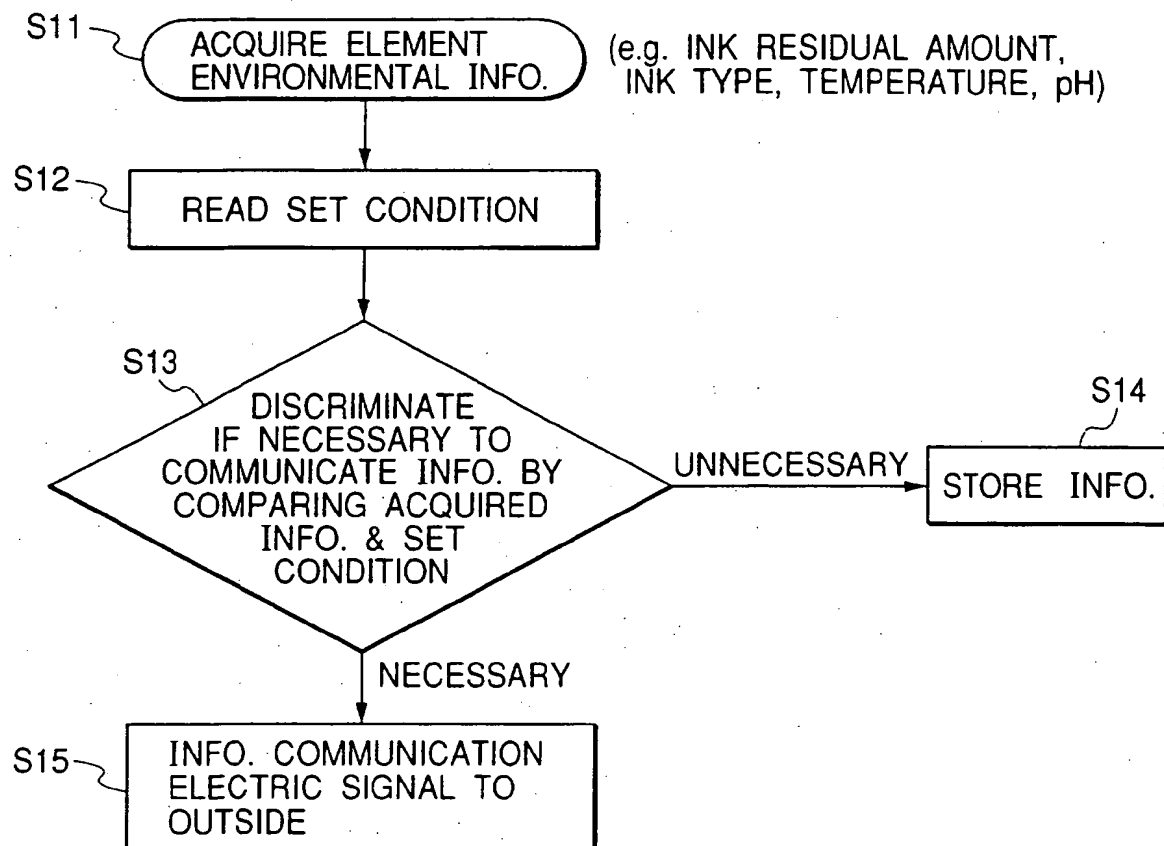 S11
ACQUIRE ELEMENT
ENVIRONMENTAL INFO.
(e.g. INK RESIDUAL AMOUNT,
INK TYPE, TEMPERATURE, pH)
S12
READ SET CONDITION
S13
DISCRIMINATE
IF NECESSARY TO
COMMUNICATE INFO. BY
COMPARING ACQUIRED
INFO. & SET
CONDITION
UNNECESSARY
S14
STORE INFO.
NECESSARY
S15
INFO. COMMUNICATION
ELECTRIC SIGNAL TO
OUTSIDE